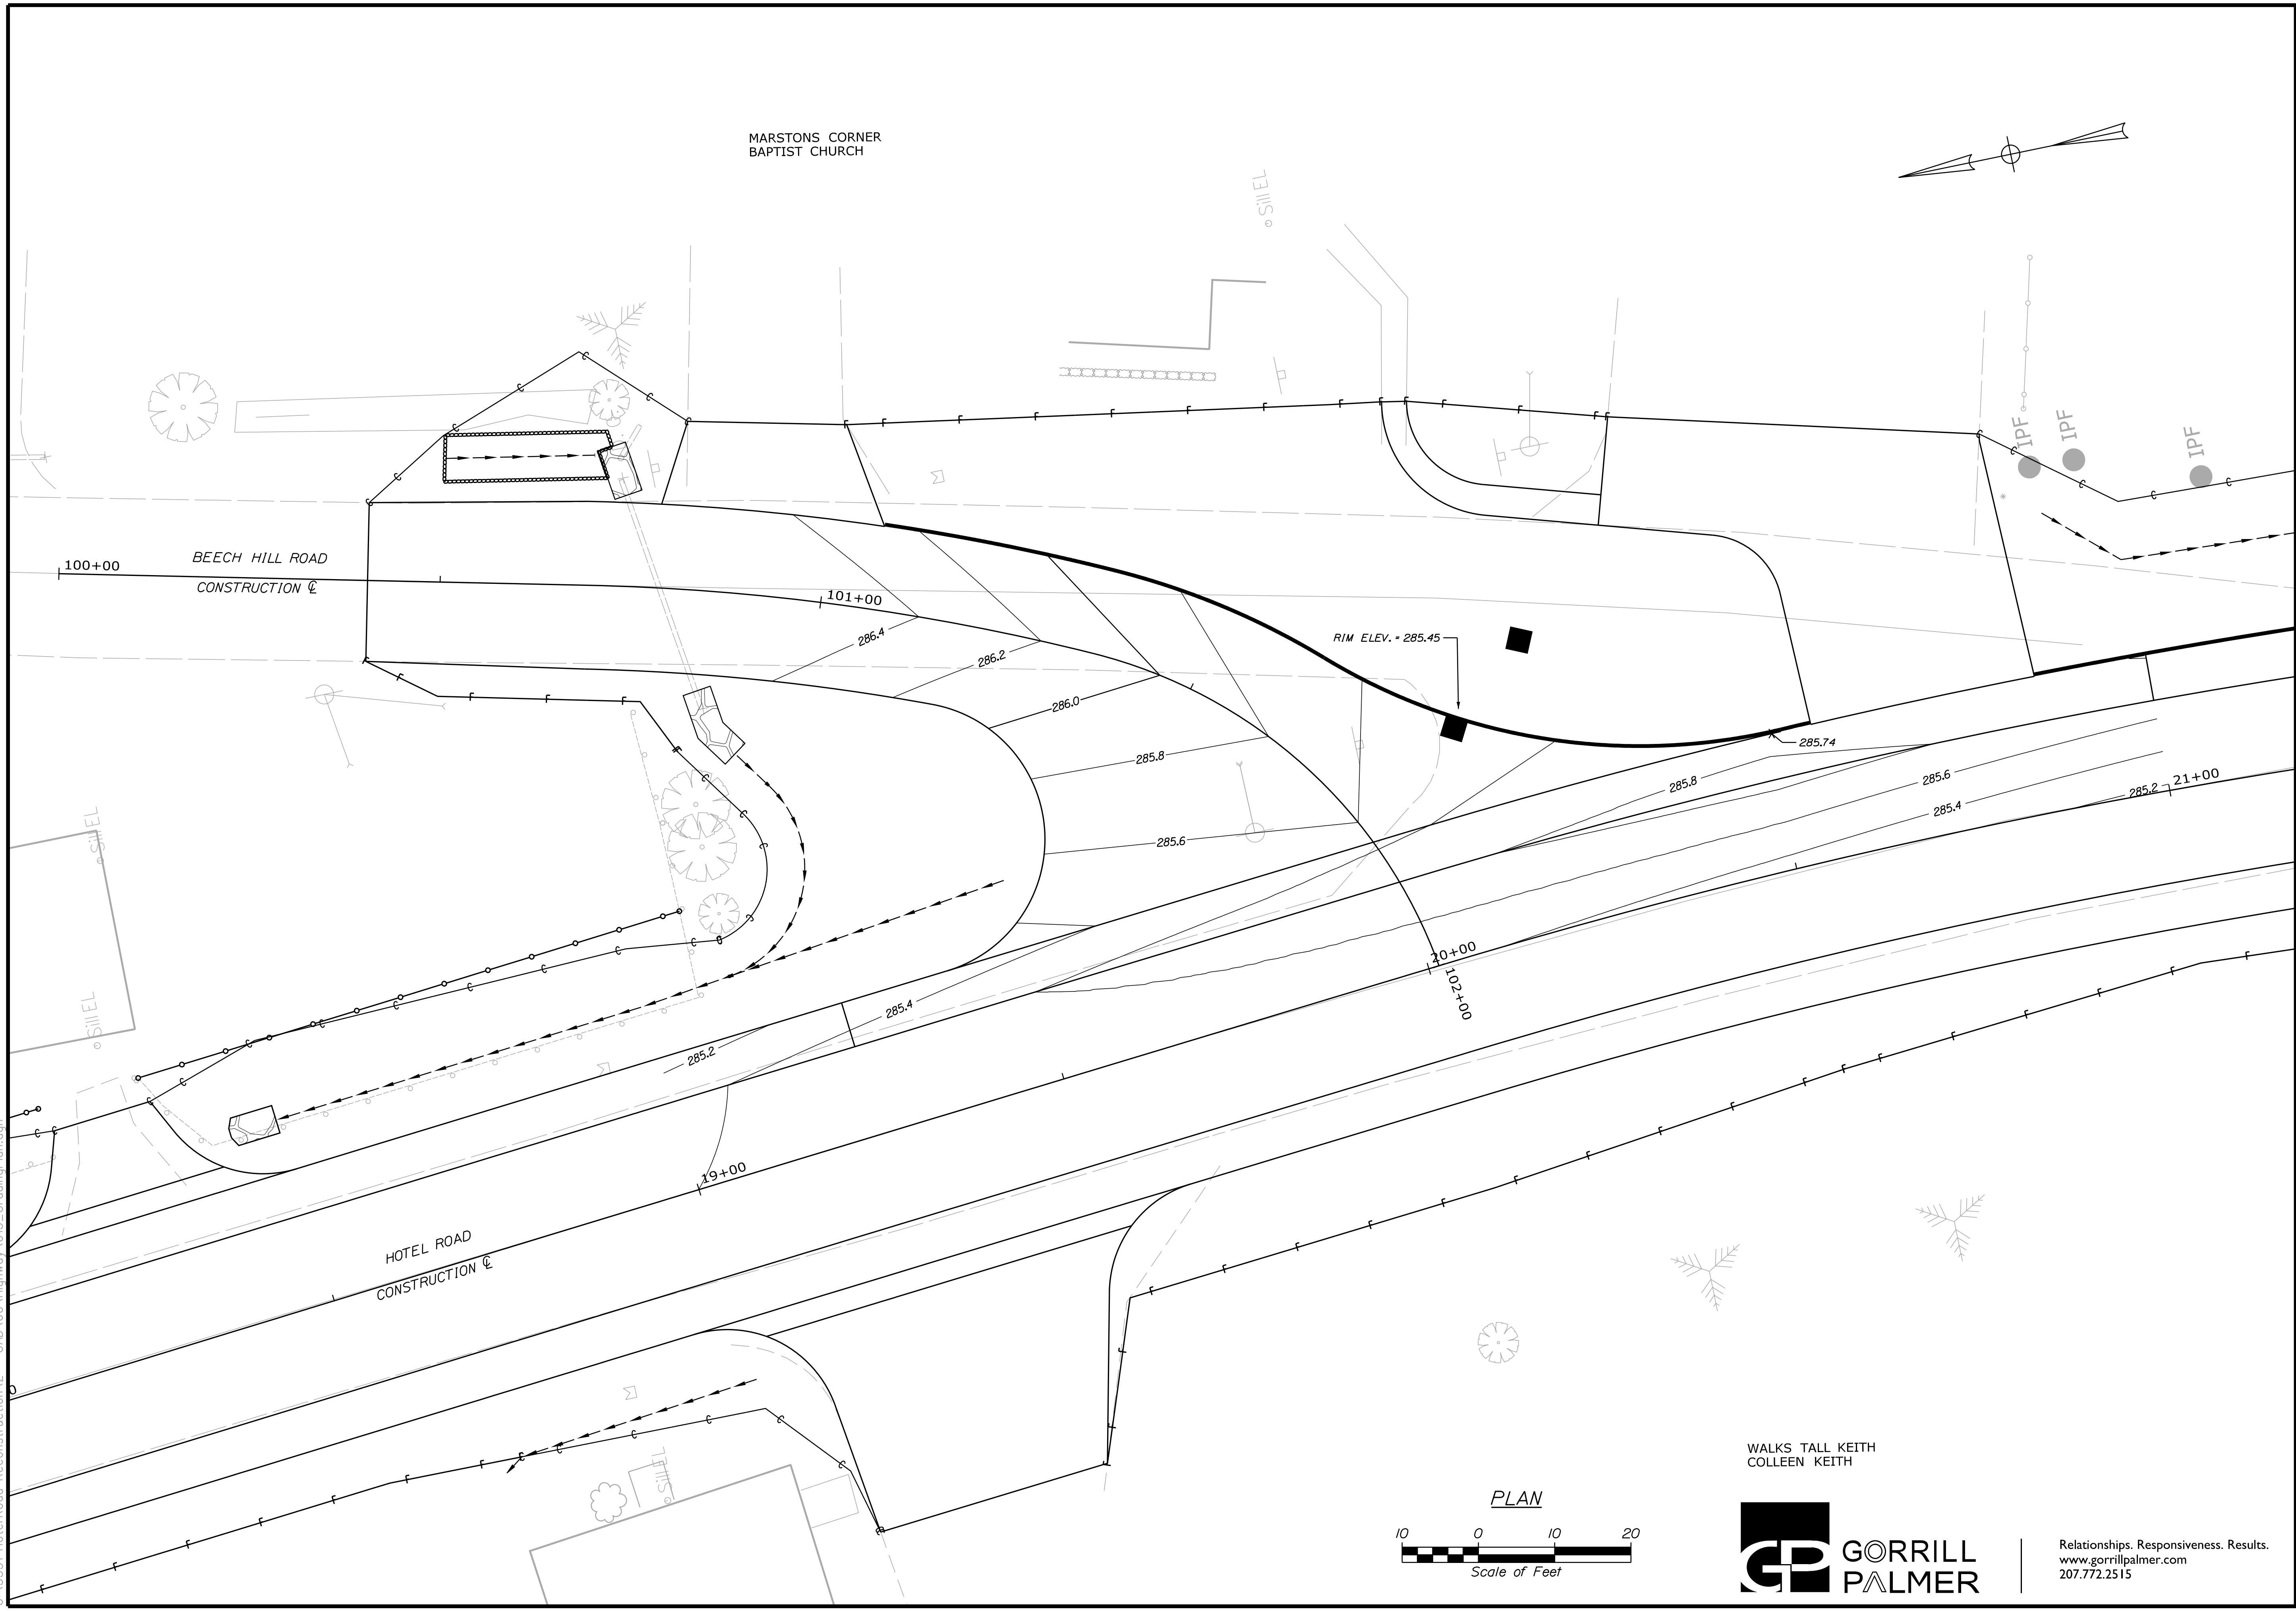 MARSTONS CORNER
BAPTIST CHURCH
Sill EL
IPF
IPF
IPF
BEECH HILL ROAD
CONSTRUCTION ℄
100+00
101+00
286.4
286.2
286.0
285.8
285.6
RIM ELEV. = 285.45
285.74
285.8
285.6
285.4
285.2
21+00
20+00
102+00
Sill EL
Sill EL
285.4
285.2
19+00
HOTEL ROAD
CONSTRUCTION ℄
Sill EL
WALKS TALL KEITH
COLLEEN KEITH
PLAN
10 0 10 20
Scale of Feet
GP
GORRILL
PALMER
Relationships. Responsiveness. Results.
www.gorrillpalmer.com
207.772.2515